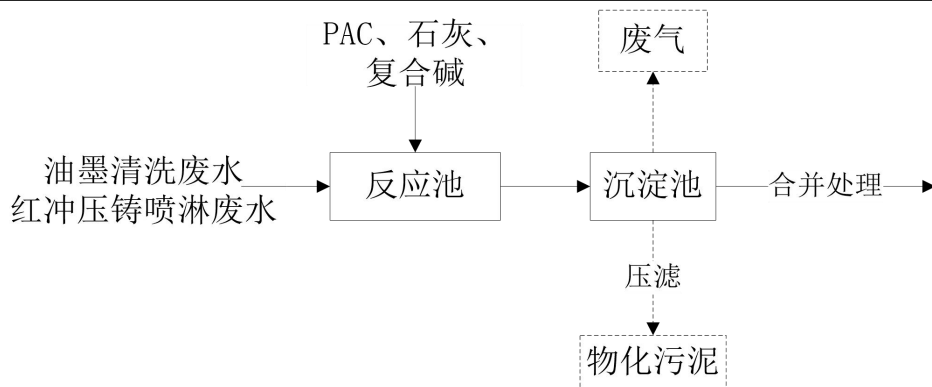 PAC、石灰、
复合碱
废气
油墨清洗废水
红冲压铸喷淋废水
反应池
沉淀池
合并处理
压滤
物化污泥